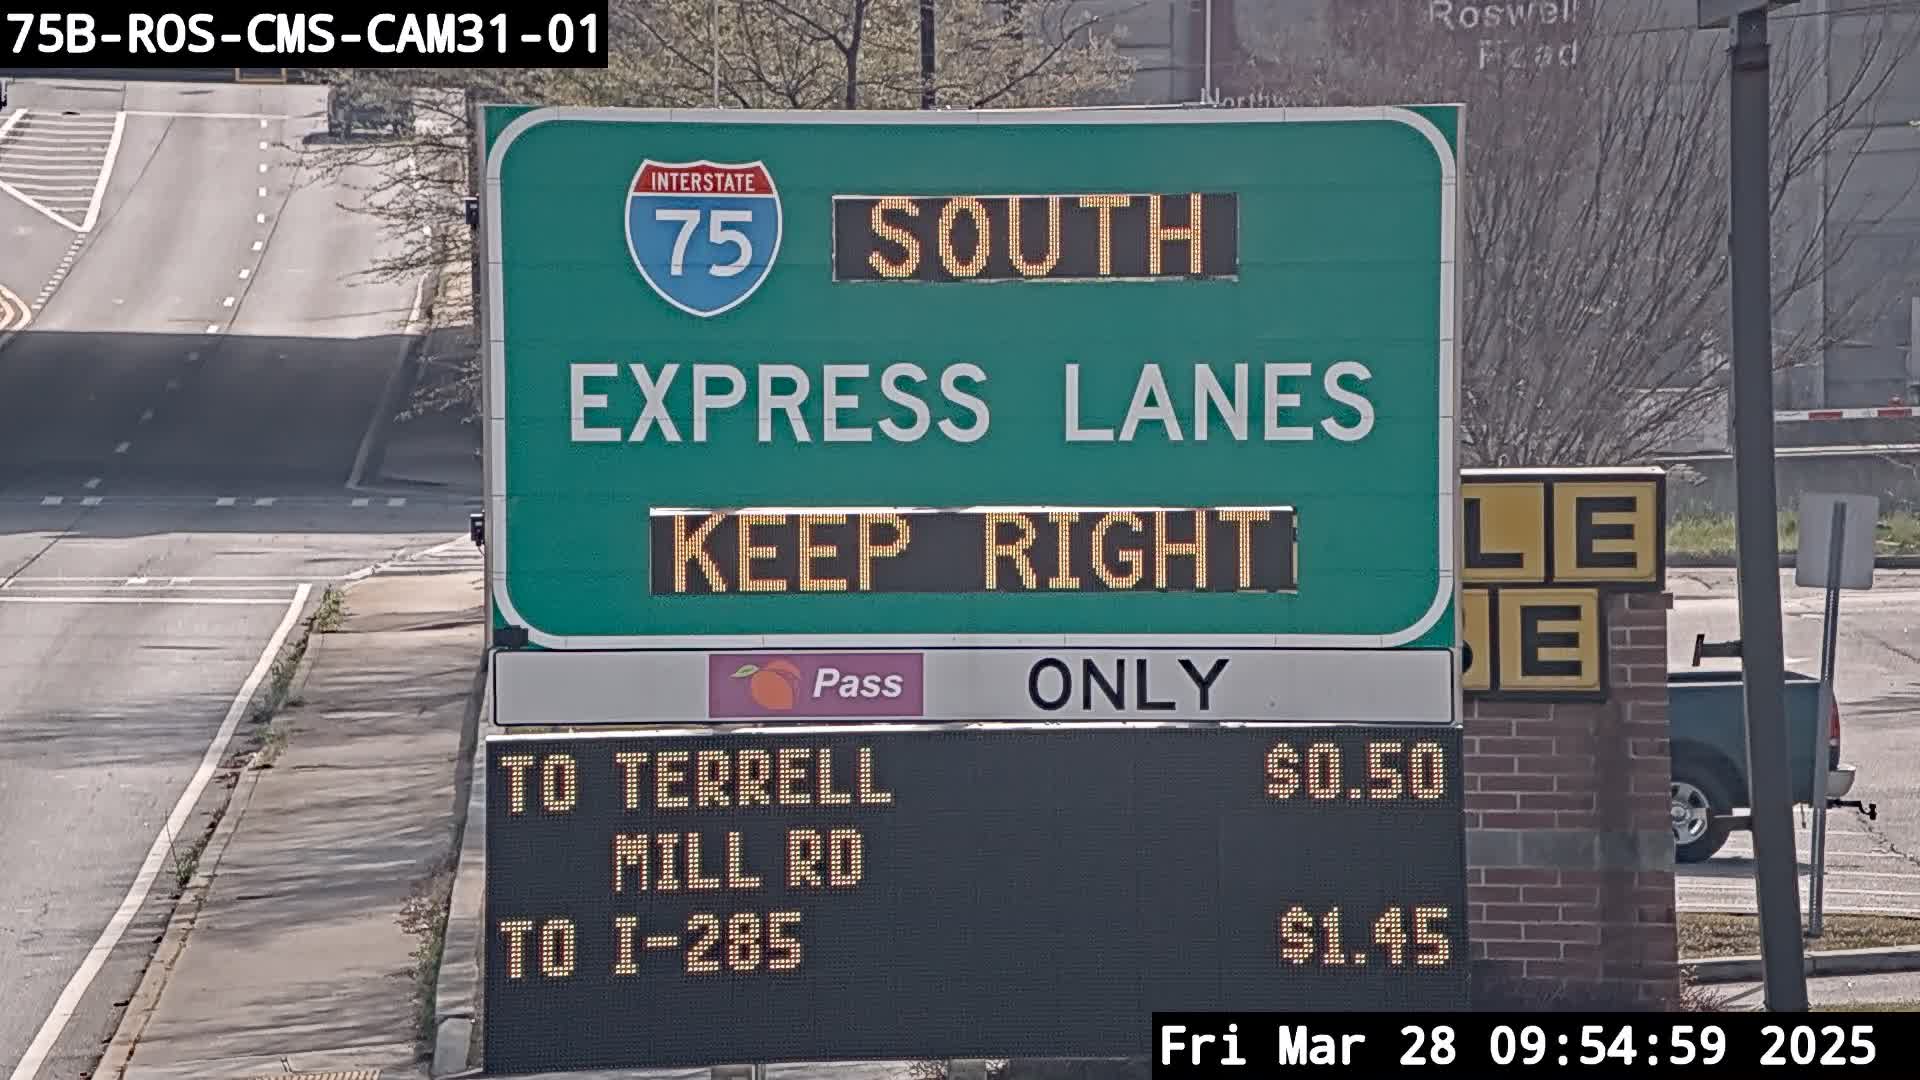 75B-ROS-CMS-CAM31-01
Roswell
Road
Northw
INTERSTATE
75
SOUTH
EXPRESS LANES
KEEP RIGHT
LE
E
Pass
ONLY
TO TERRELL $0.50
MILL RD
TO I-285 $1.45
Fri Mar 28 09:54:59 2025